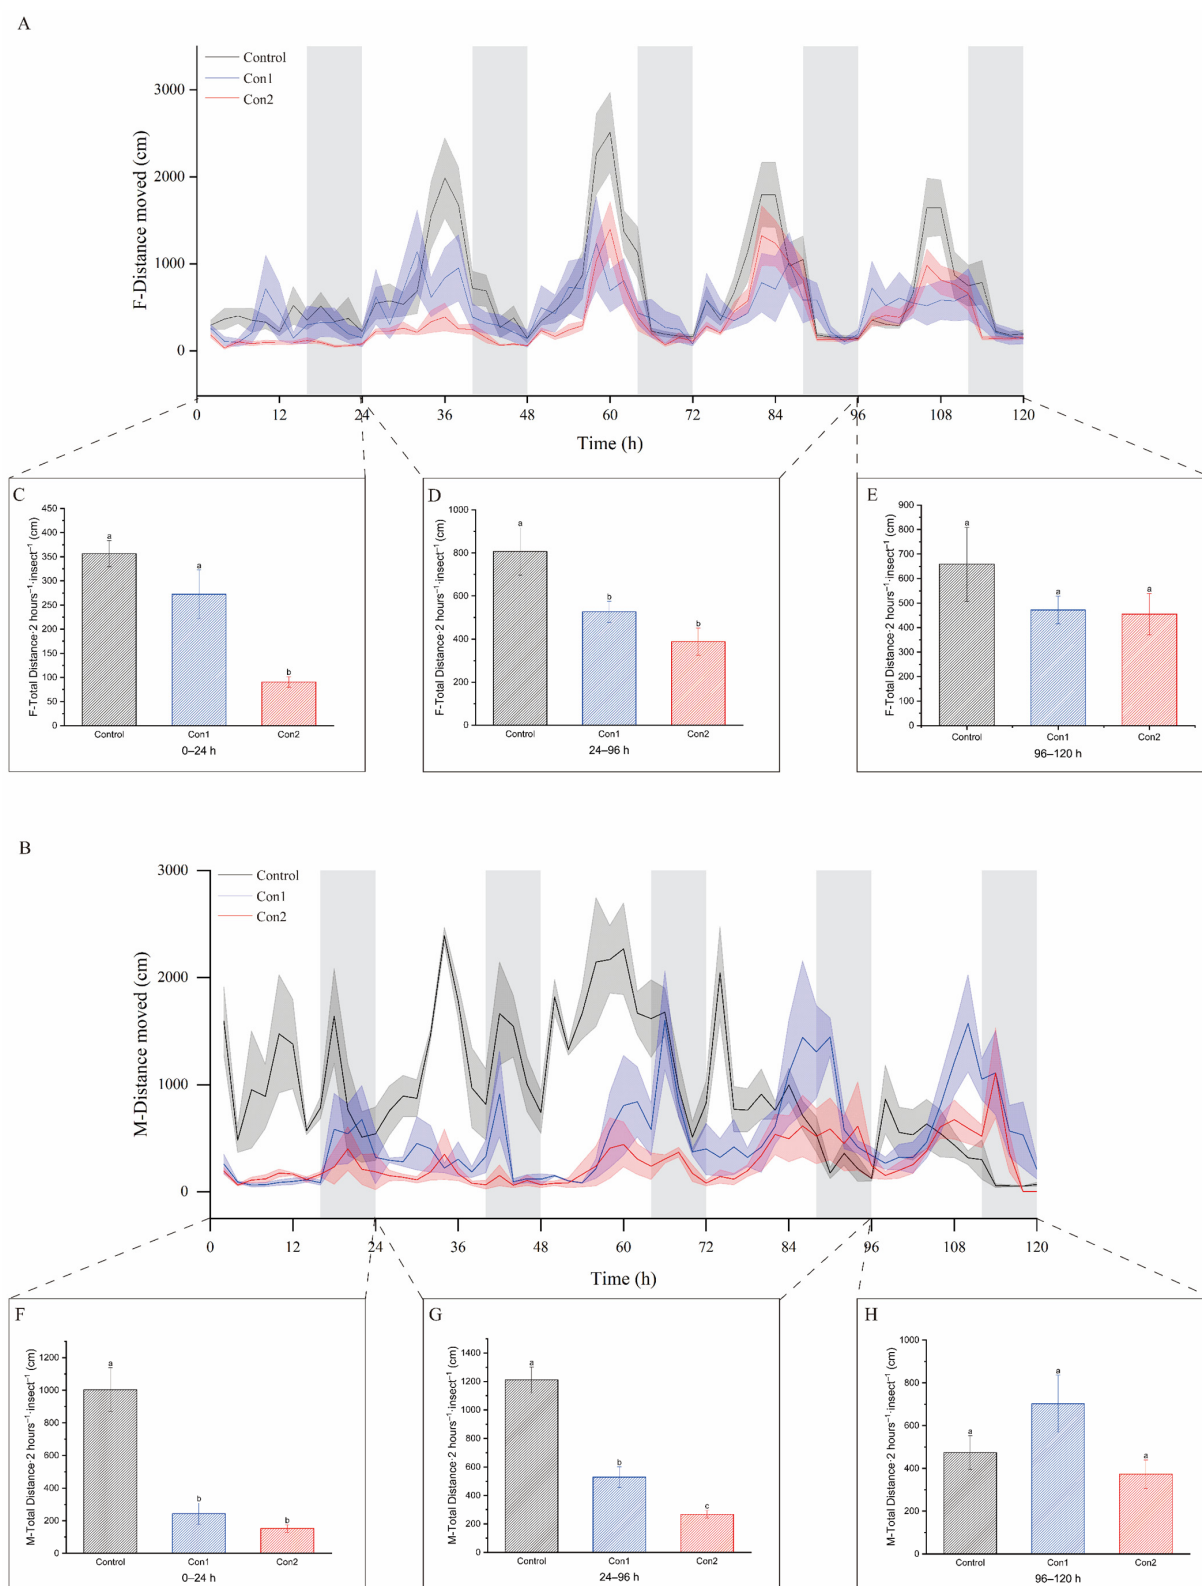 A
3000
2000
1000
0
F-Distance moved (cm)
Control
Con1
Con2
0 12 24 36 48 60 72 84 96 108 120
Time (h)
C
450
400
350
300
250
200
150
100
50
0
F-Total Distance·2 hours⁻¹·insect⁻¹ (cm)
a
a
b
Control Con1 Con2
0–24 h
D
1000
800
600
400
200
0
F-Total Distance·2 hours⁻¹·insect⁻¹ (cm)
a
b
b
Control Con1 Con2
24–96 h
E
900
800
700
600
500
400
300
200
100
0
F-Total Distance·2 hours⁻¹·insect⁻¹ (cm)
a
a
a
Control Con1 Con2
96–120 h
B
3000
2000
1000
0
M-Distance moved (cm)
Control
Con1
Con2
0 12 24 36 48 60 72 84 96 108 120
Time (h)
F
1200
1000
800
600
400
200
0
M-Total Distance·2 hours⁻¹·insect⁻¹ (cm)
a
b
b
Control Con1 Con2
0–24 h
G
1400
1200
1000
800
600
400
200
0
M-Total Distance·2 hours⁻¹·insect⁻¹ (cm)
a
b
c
Control Con1 Con2
24–96 h
H
1000
800
600
400
200
0
M-Total Distance·2 hours⁻¹·insect⁻¹ (cm)
a
a
a
Control Con1 Con2
96–120 h